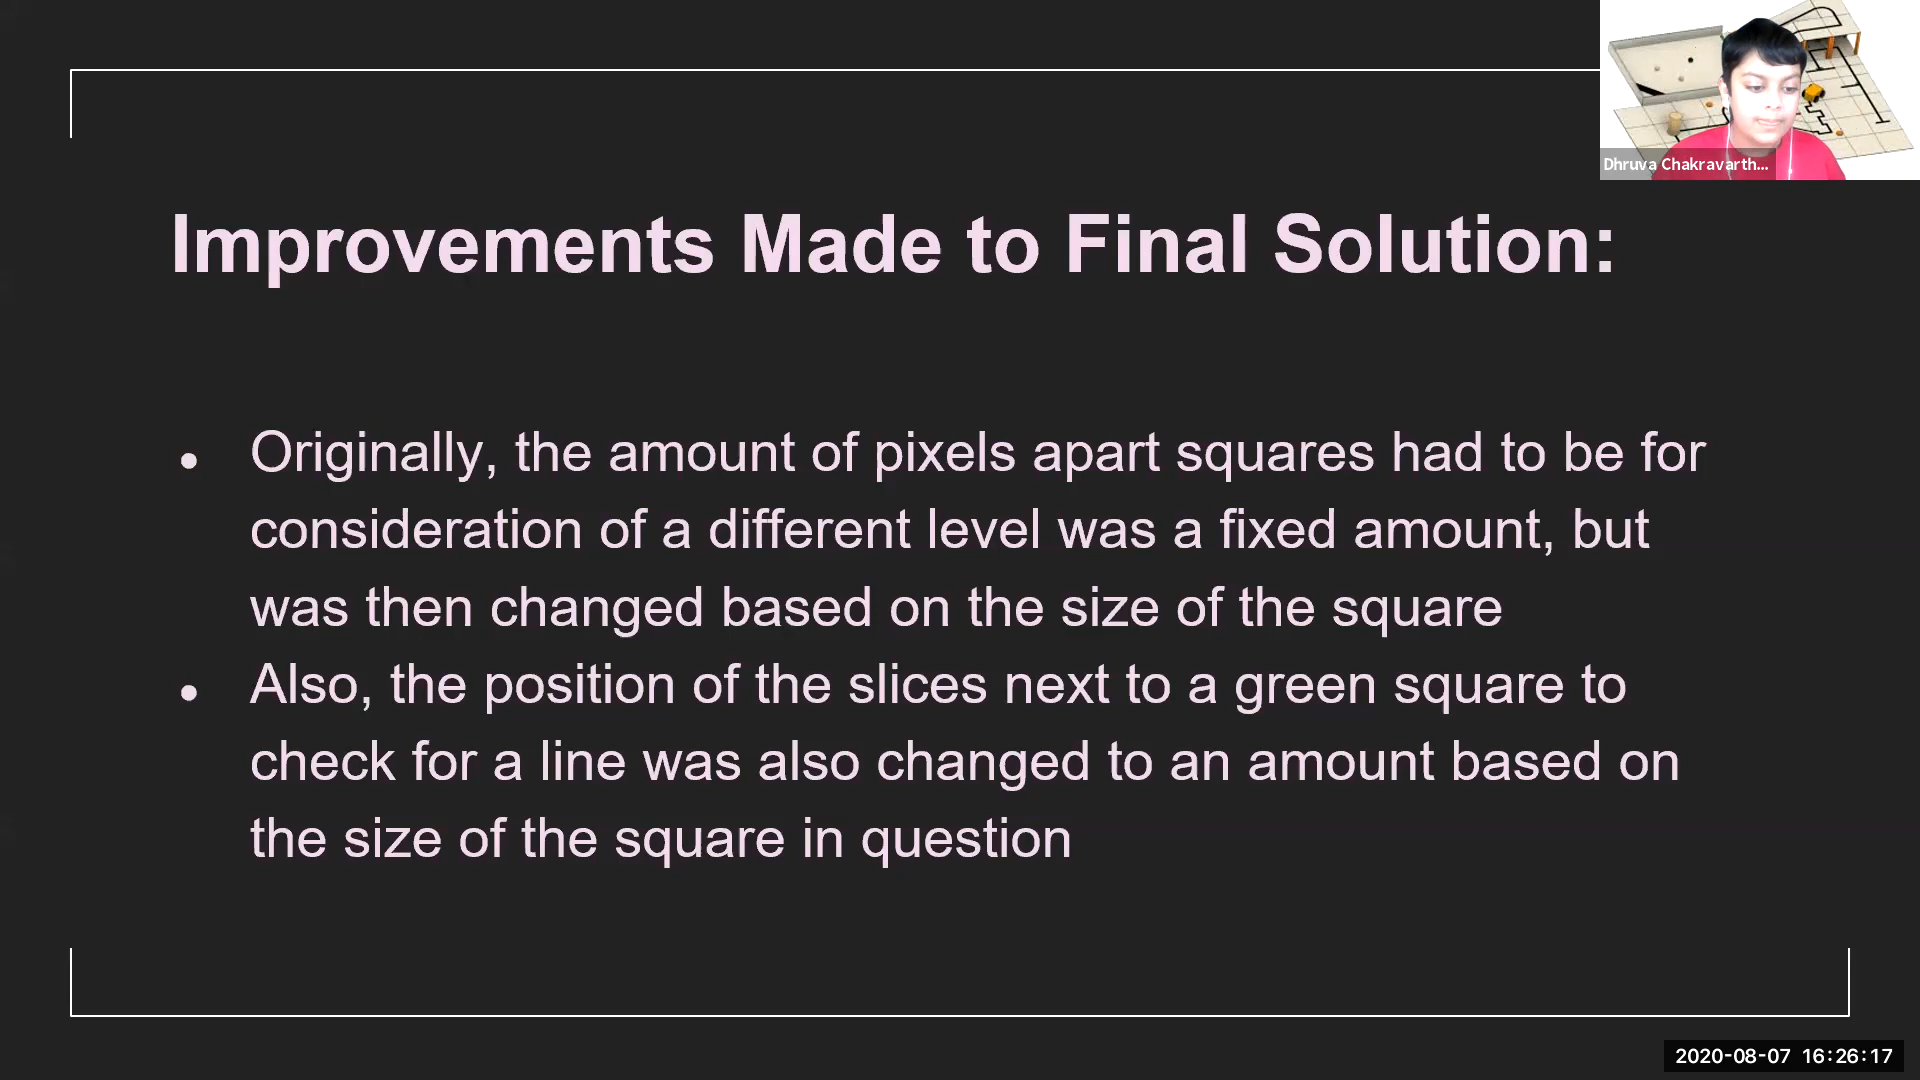 Dhruva Chakravarth...
Improvements Made to Final Solution:
● Originally, the amount of pixels apart squares had to be for
consideration of a different level was a fixed amount, but
was then changed based on the size of the square
● Also, the position of the slices next to a green square to
check for a line was also changed to an amount based on
the size of the square in question
2020-08-07 16:26:17